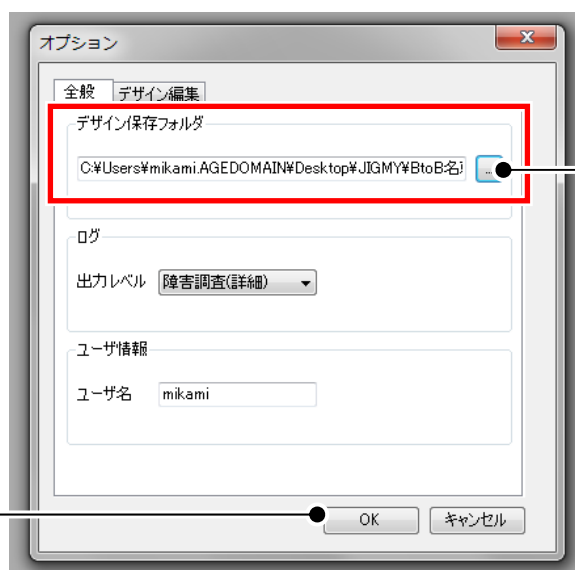 オプション
全般 デザイン編集
デザイン保存フォルダ
C:¥Users¥mikami.AGEDOMAIN¥Desktop¥JIGMY¥BtoB名
...
ログ
出力レベル 障害調査(詳細)
ユーザ情報
ユーザ名 mikami
OK キャンセル